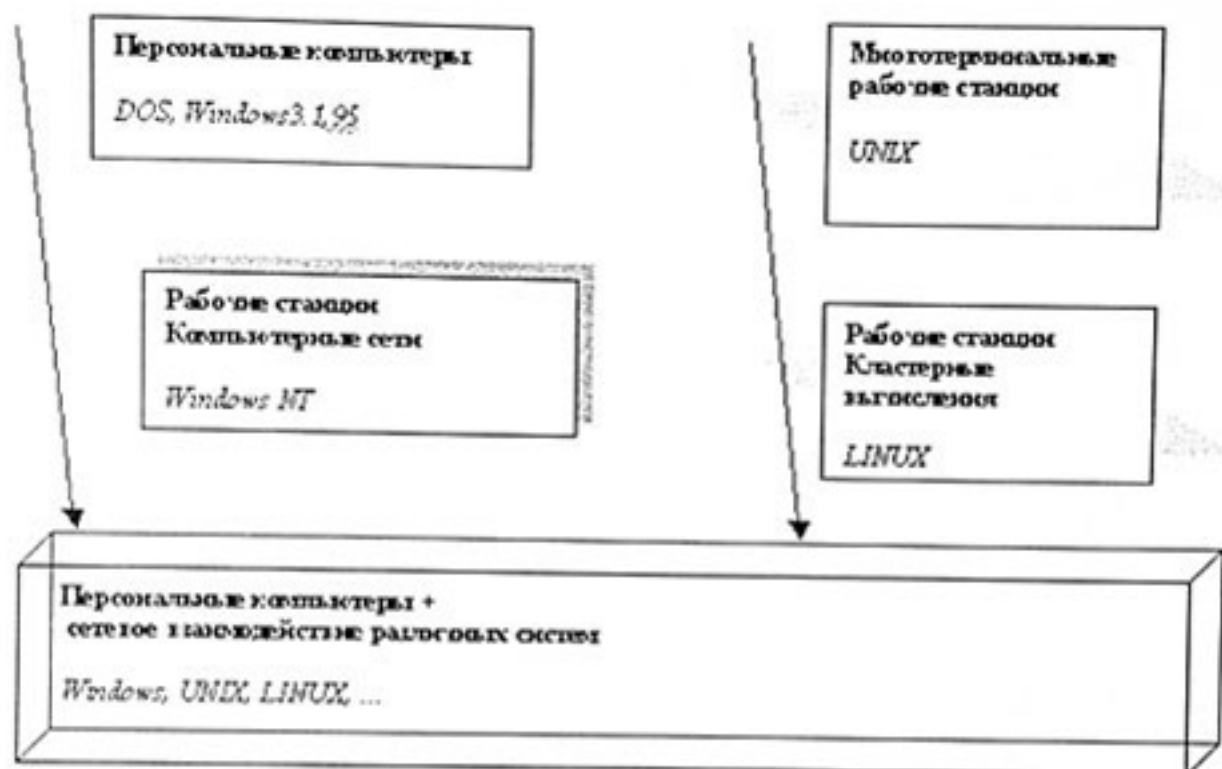 Персональные компьютеры
DOS, Windows3.1,95
Рабочие станции
Компьютерные сети
Windows NT
Многотерминальные
рабочие станции
UNIX
Рабочие станции
Кластерные
вычисления
LINUX
Персональные компьютеры +
сетевое взаимодействие разнородных систем
Windows, UNIX, LINUX, ...